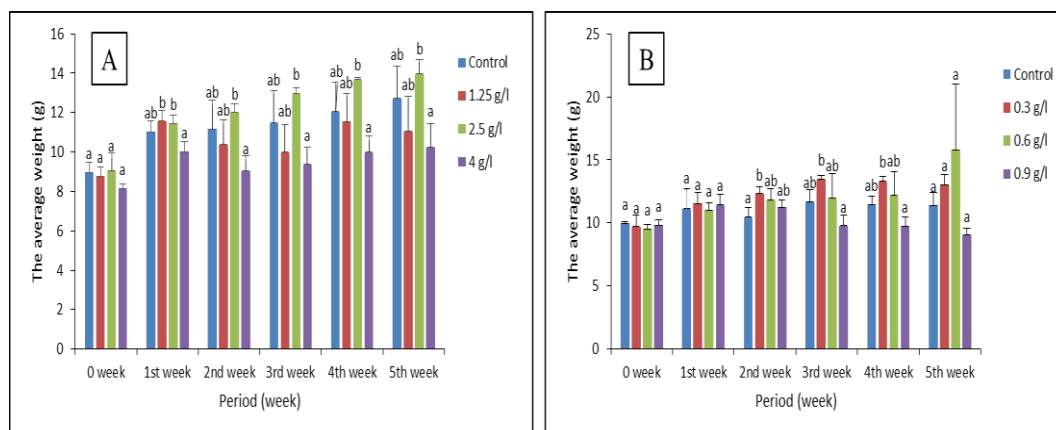 A
The average weight (g)
16
14
12
10
8
6
4
2
0
a a a a
ab b b a
ab ab b a
ab ab b a
ab ab b a
ab ab b a
0 week 1st week 2nd week 3rd week 4th week 5th week
Period (week)
Control
1.25 g/l
2.5 g/l
4 g/l
B
The average weight (g)
25
20
15
10
5
0
a a a a
a a a a
a b ab ab
ab b ab a
ab b ab a
a a a a
0 week 1st week 2nd week 3rd week 4th week 5th week
Period (week)
Control
0.3 g/l
0.6 g/l
0.9 g/l